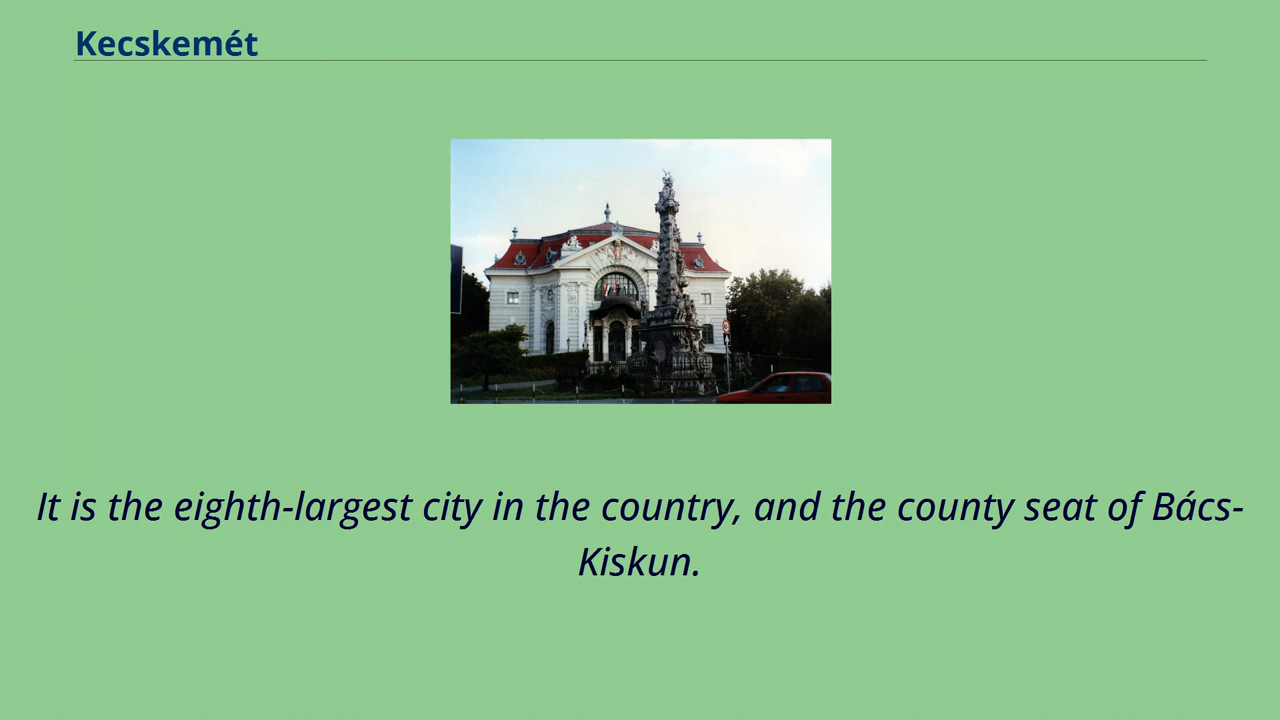 Kecskemét
It is the eighth-largest city in the country, and the county seat of Bács-
Kiskun.